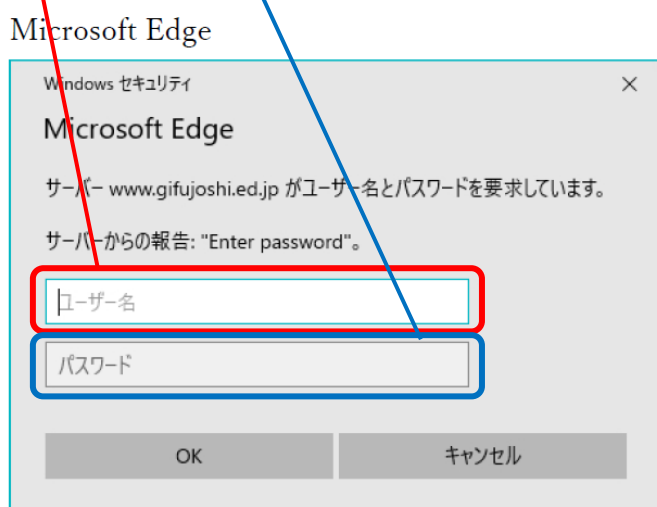 Microsoft Edge
Windows セキュリティ
Microsoft Edge
サーバー www.gifujoshi.ed.jp がユーザー名とパスワードを要求しています。
サーバーからの報告: "Enter password"。
ユーザー名
パスワード
OK キャンセル